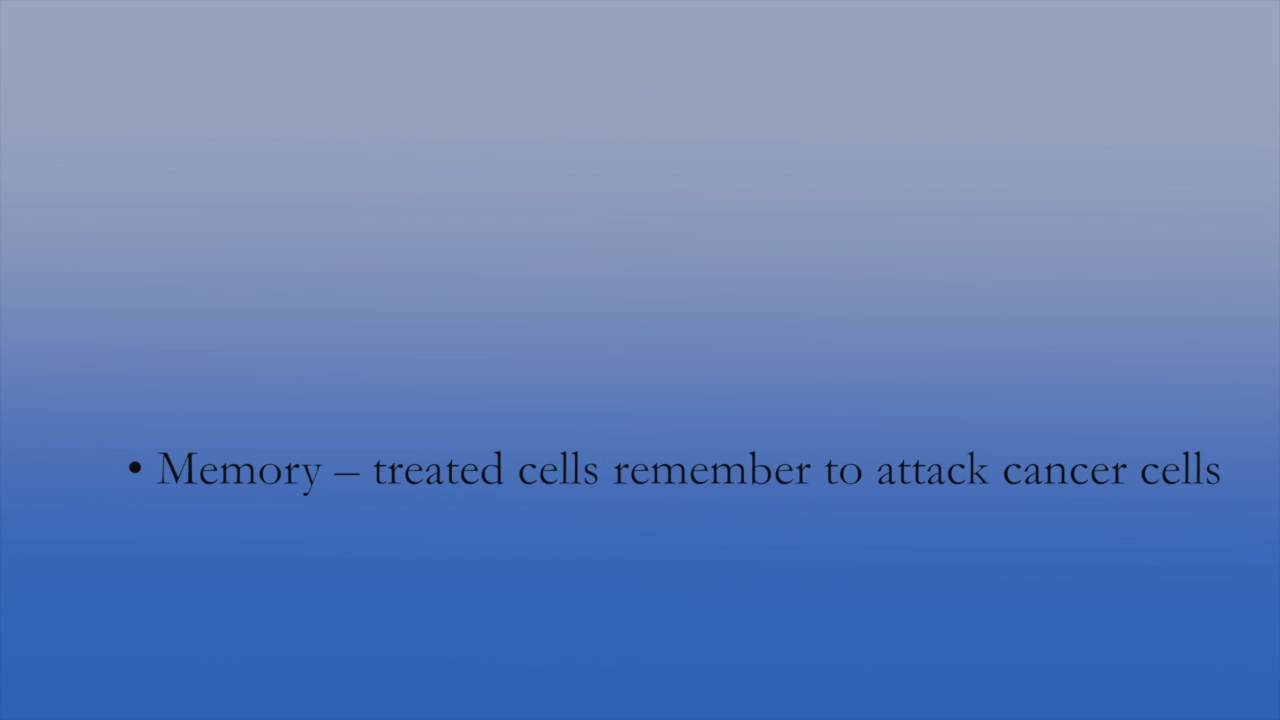 • Memory – treated cells remember to attack cancer cells